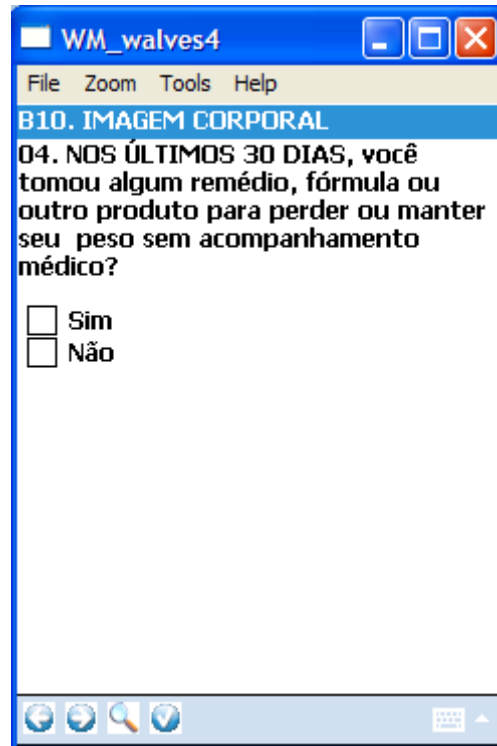 WM_walves4
File Zoom Tools Help
B10. IMAGEM CORPORAL
04. NOS ÚLTIMOS 30 DIAS, você
tomou algum remédio, fórmula ou
outro produto para perder ou manter
seu  peso sem acompanhamento
médico?
Sim
Não